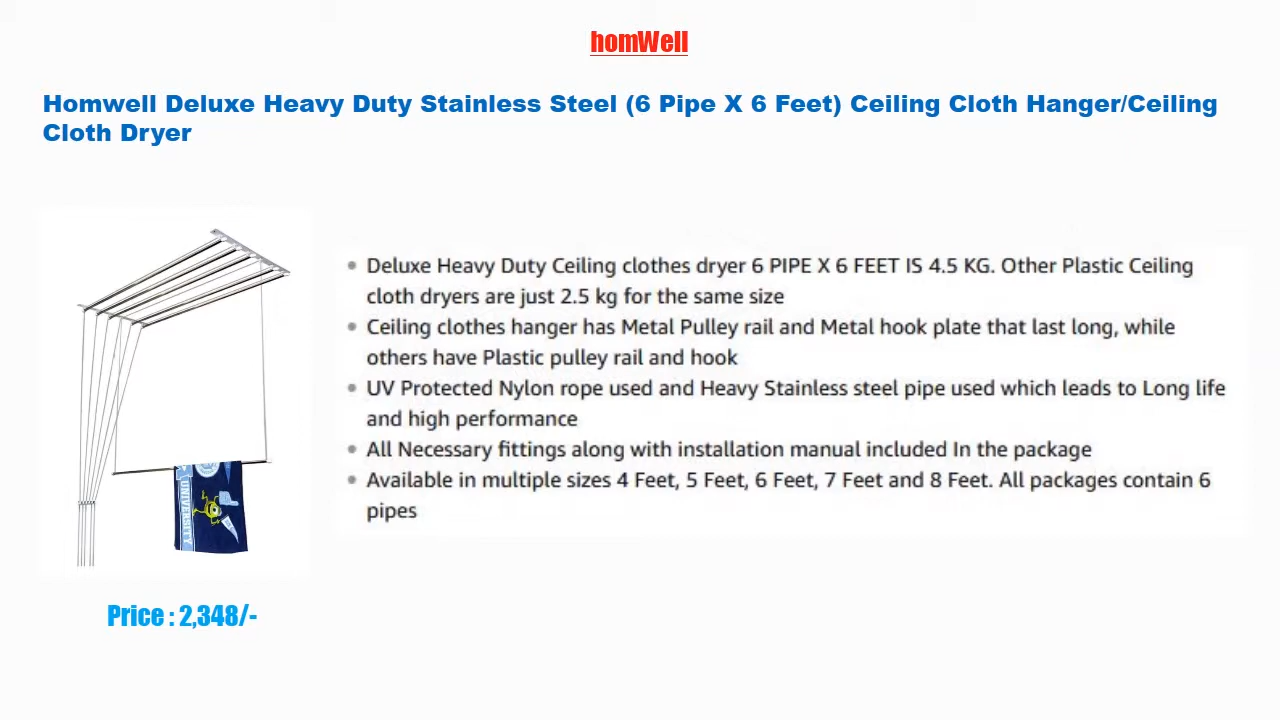 homWell
Homwell Deluxe Heavy Duty Stainless Steel (6 Pipe X 6 Feet) Ceiling Cloth Hanger/Ceiling
Cloth Dryer
Deluxe Heavy Duty Ceiling clothes dryer 6 PIPE X 6 FEET IS 4.5 KG. Other Plastic Ceiling
cloth dryers are just 2.5 kg for the same size
Ceiling clothes hanger has Metal Pulley rail and Metal hook plate that last long, while
others have Plastic pulley rail and hook
UV Protected Nylon rope used and Heavy Stainless steel pipe used which leads to Long life
and high performance
All Necessary fittings along with installation manual included In the package
Available in multiple sizes 4 Feet, 5 Feet, 6 Feet, 7 Feet and 8 Feet. All packages contain 6
pipes
UNIVERSITY
Price : 2,348/-